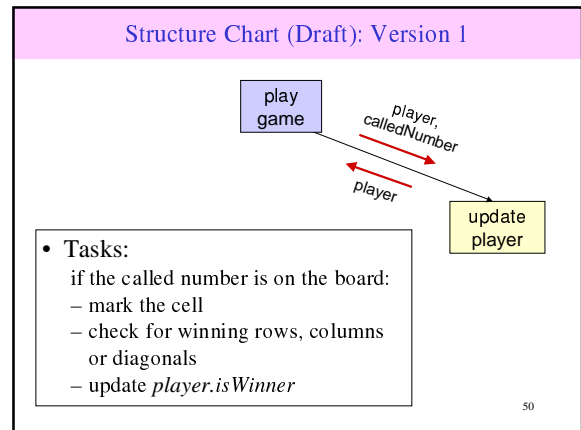 Structure Chart (Draft): Version 1
play
game
player,
calledNumber
player
update
player
• Tasks:
if the called number is on the board:
– mark the cell
– check for winning rows, columns
or diagonals
– update player.isWinner
50